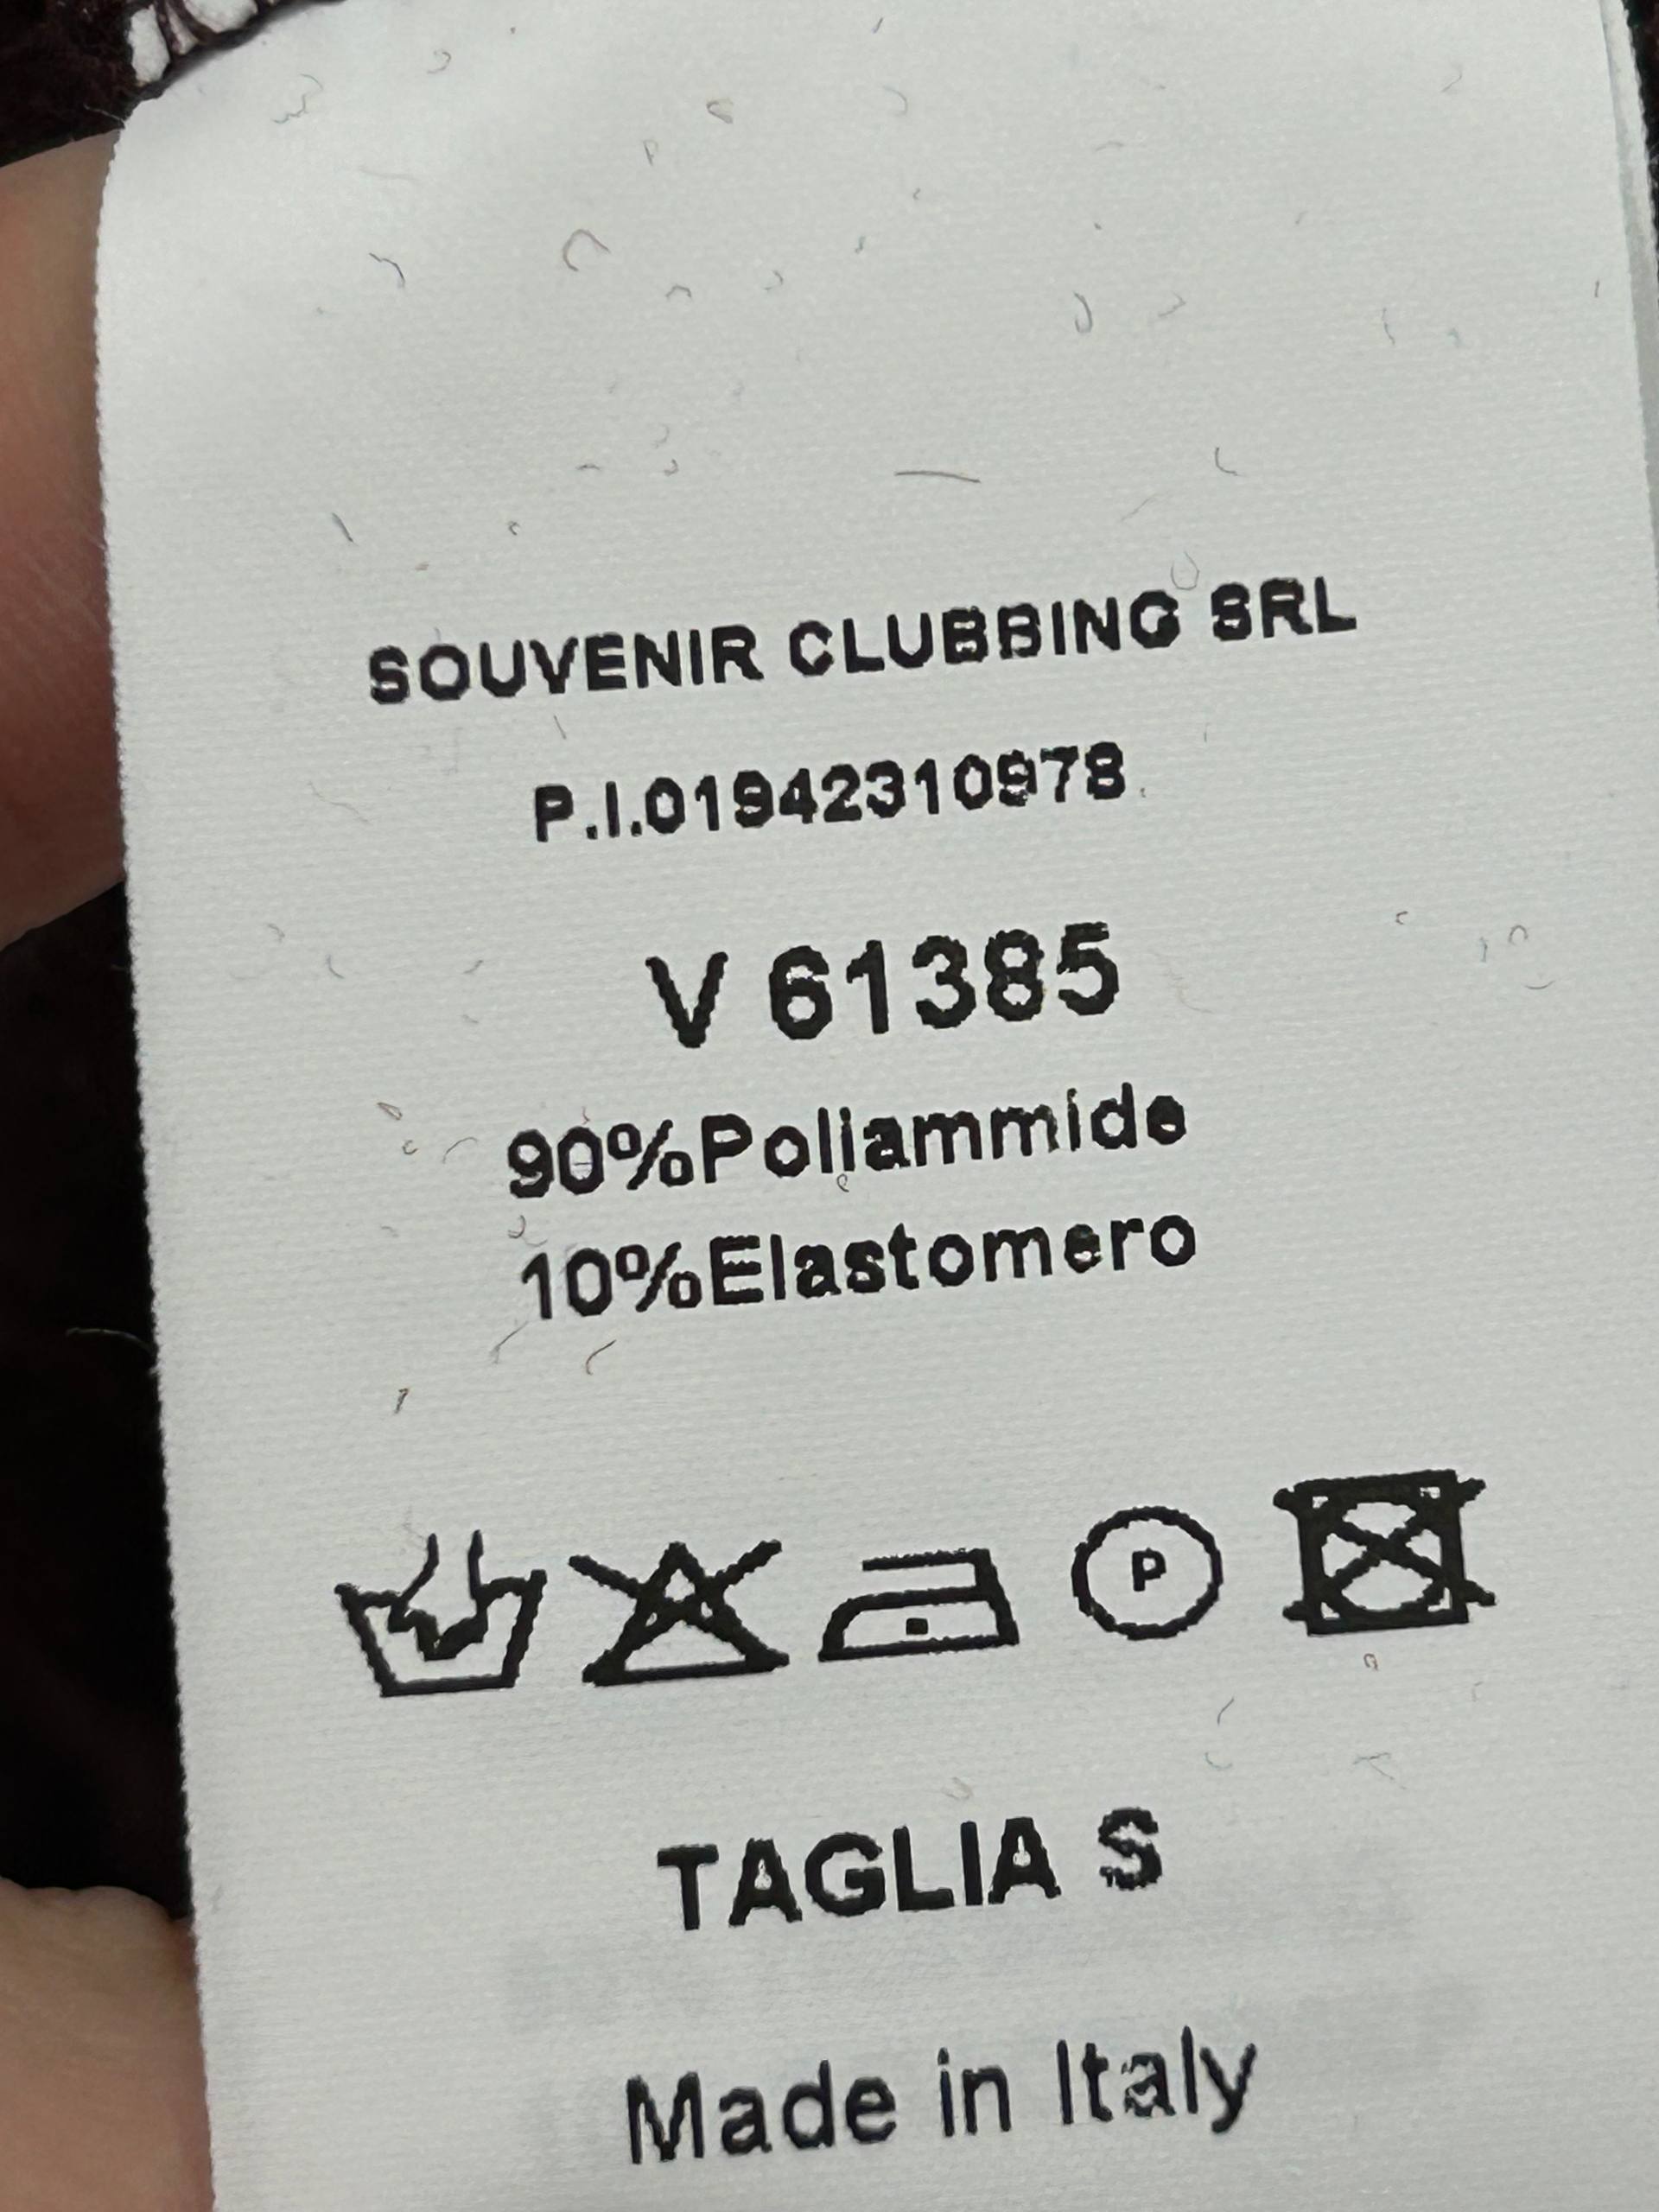 SOUVENIR CLUBBING SRL
P.I.01942310978
V 61385
90%Poliammide
10%Elastomero
P
TAGLIA S
Made in Italy